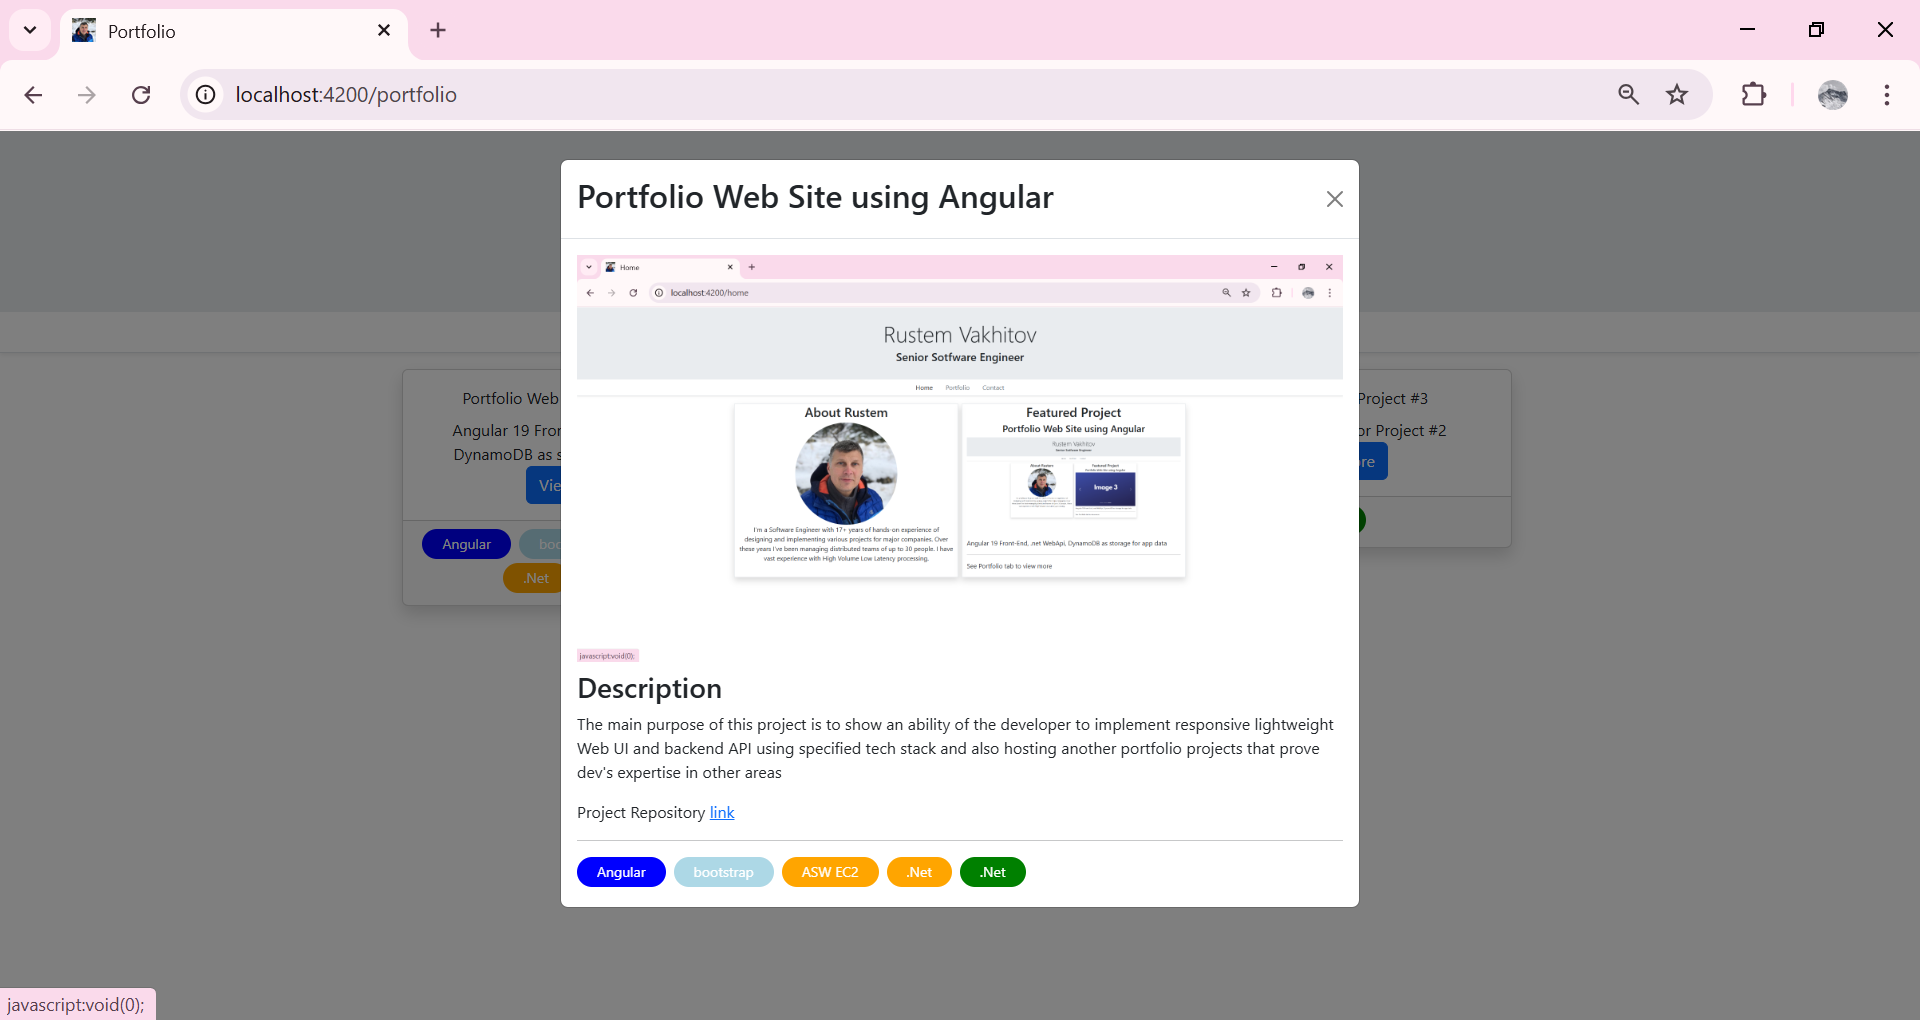 Portfolio
localhost:4200/portfolio
Portfolio Web Site using Angular
Home
localhost:4200/home
Rustem Vakhitov
Senior Sotfware Engineer
Home Portfolio Contact
About Rustem
I'm a Software Engineer with 17+ years of hands-on experience of
designing and implementing various projects for major companies. Over
these years I've been managing distributed teams of up to 30 people. I have
vast experience with High Volume Low Latency processing.
Featured Project
Portfolio Web Site using Angular
Rustem Vakhitov
Senior Software Engineer
About Rustem
Featured Project
Image 3
Angular 19 Front-End, .net WebApi, DynamoDB as storage for app data
See Portfolio tab to view more
javascript:void(0);
Description
The main purpose of this project is to show an ability of the developer to implement responsive lightweight
Web UI and backend API using specified tech stack and also hosting another portfolio projects that prove
dev's expertise in other areas
Project Repository link
Angular bootstrap ASW EC2 .Net .Net
Portfolio Web
Angular 19 Fron
DynamoDB as s
Vie
Angular boo
.Net
Project #3
or Project #2
re
javascript:void(0);